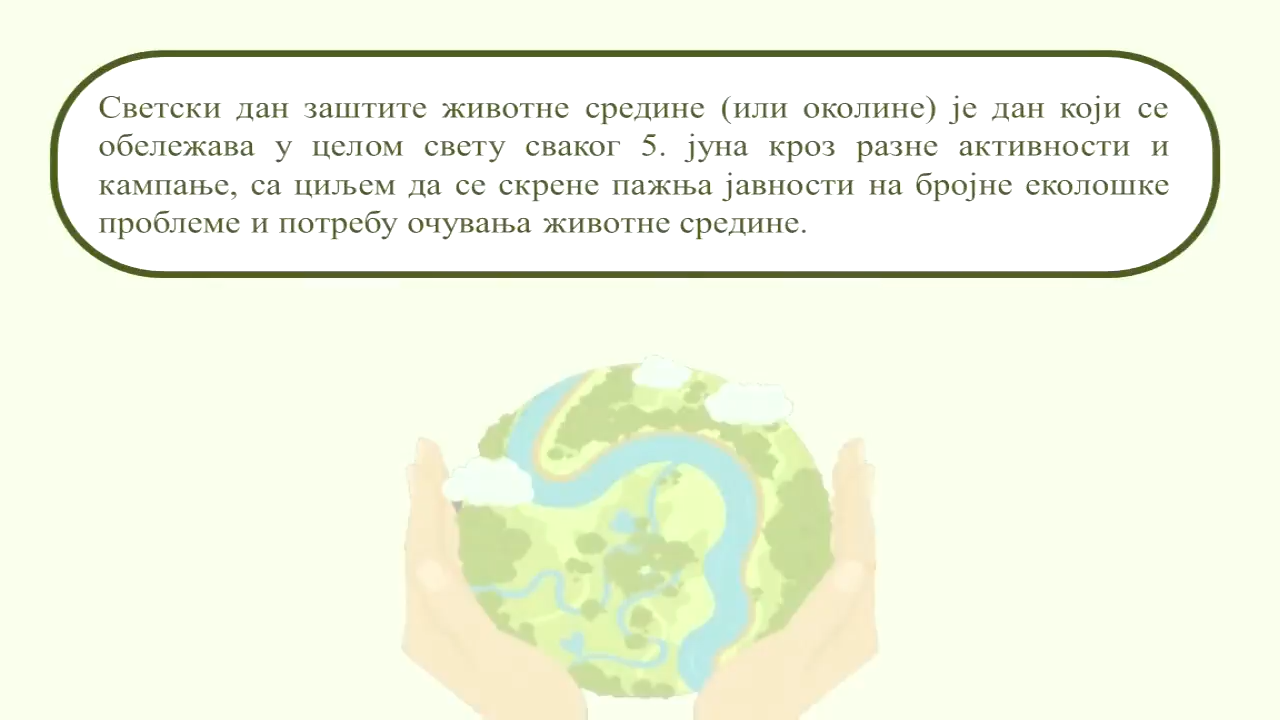 Светски дан заштите животне средине (или околине) је дан који се
обележава у целом свету сваког 5. јуна кроз разне активности и
кампање, са циљем да се скрене пажња јавности на бројне еколошке
проблеме и потребу очувања животне средине.